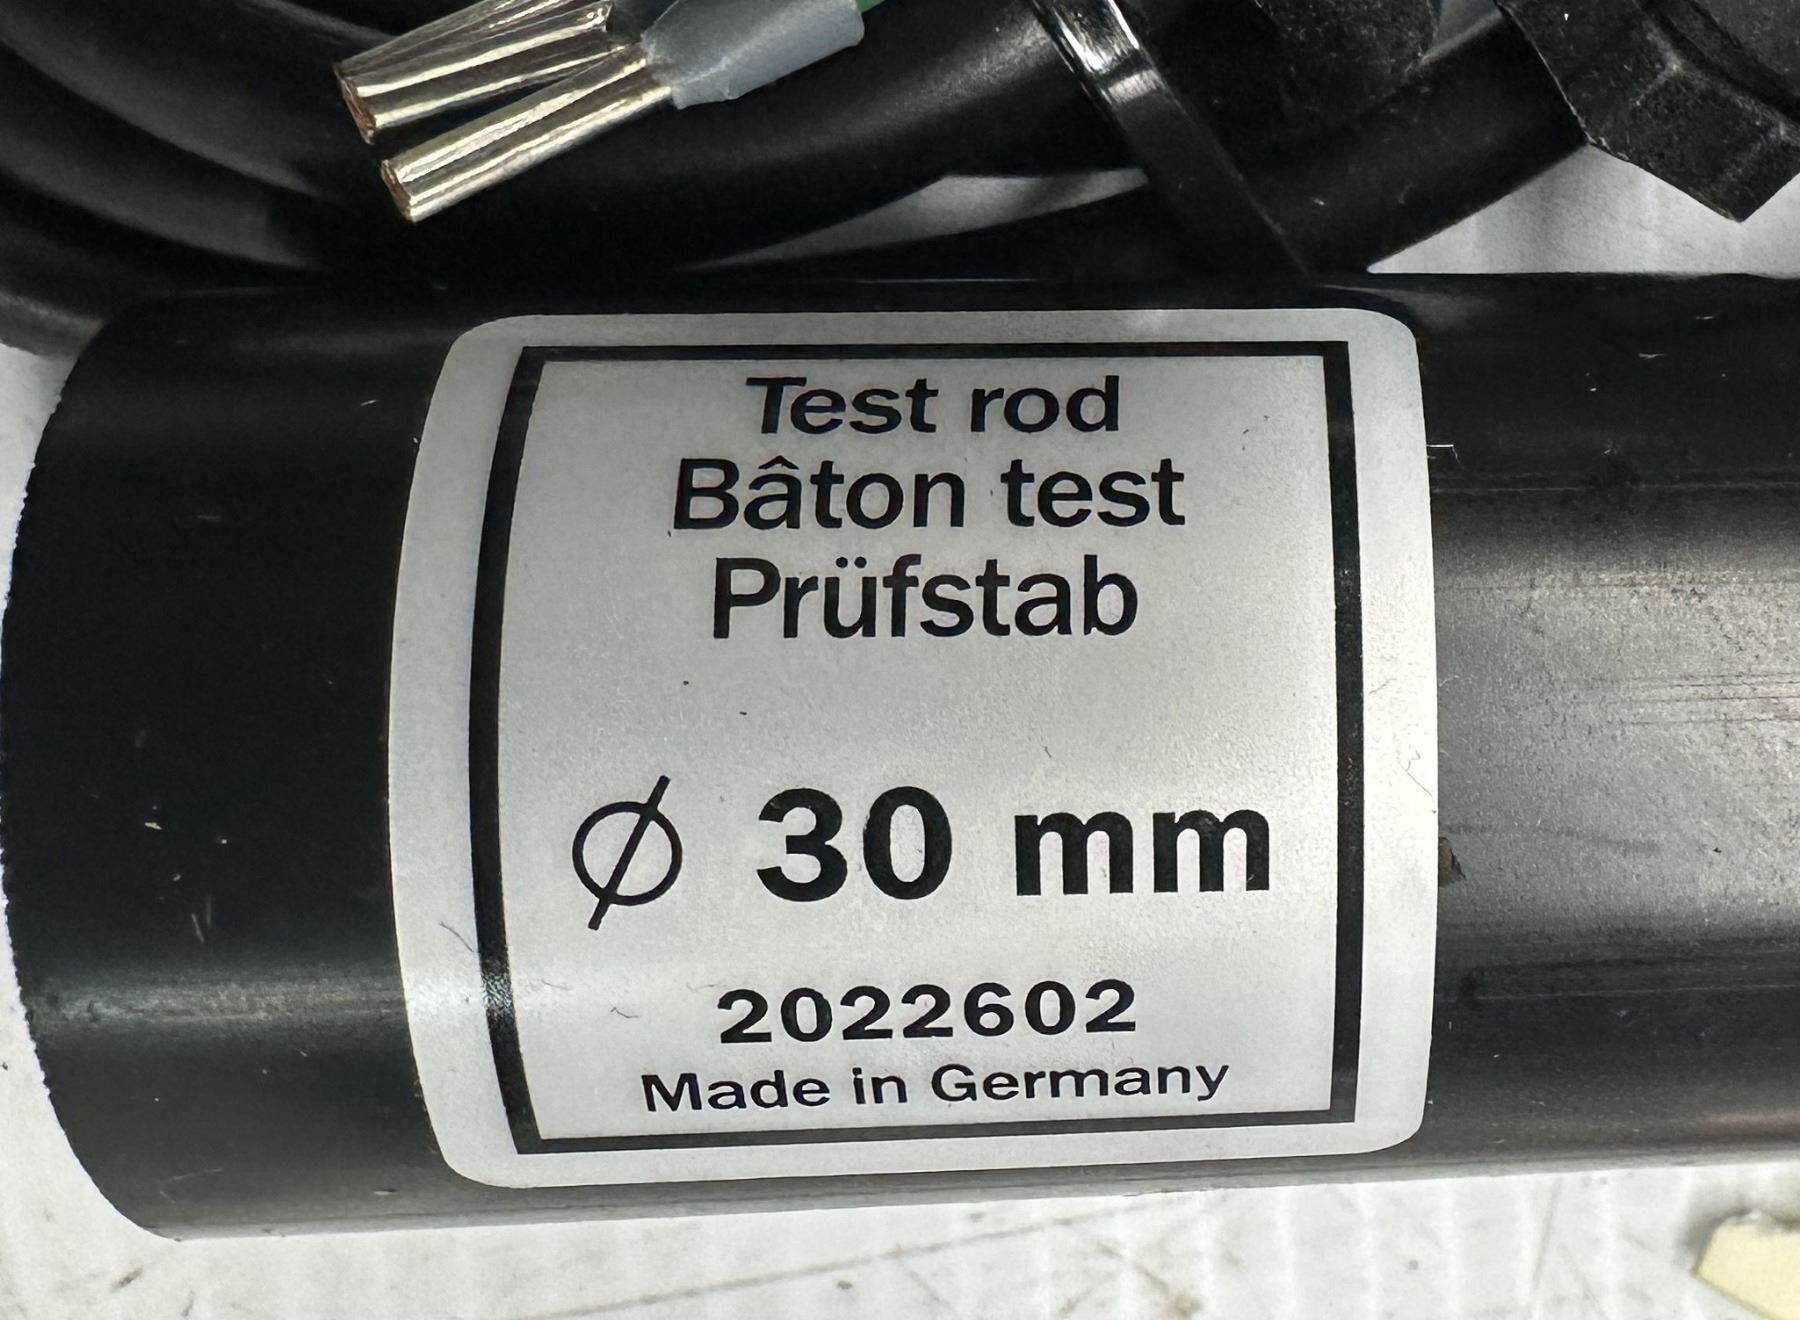 Test rod
Bâton test
Prüfstab
ϕ 30 mm
2022602
Made in Germany